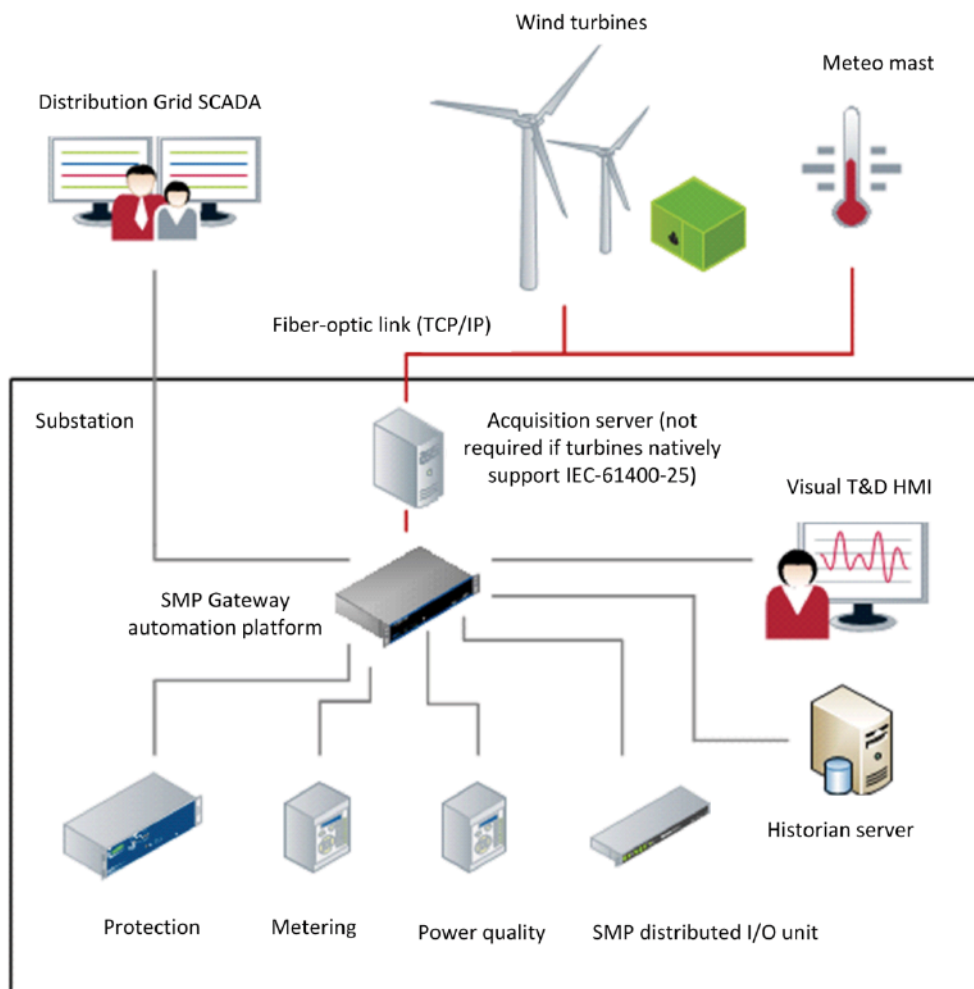 Wind turbines
Meteo mast
Distribution Grid SCADA
Fiber-optic link (TCP/IP)
Substation
Acquisition server (not
required if turbines natively
support IEC-61400-25)
Visual T&D HMI
SMP Gateway
automation platform
Historian server
Protection
Metering
Power quality
SMP distributed I/O unit